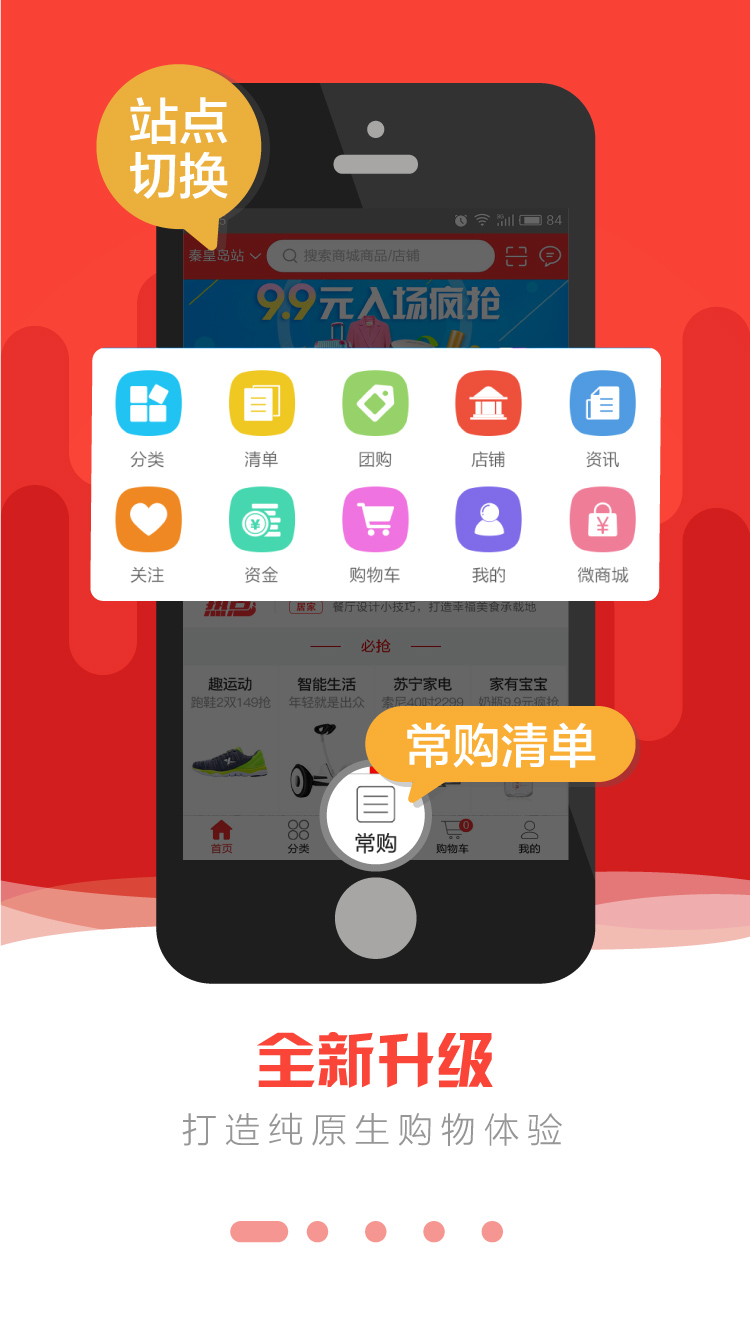 站点
切换
84
秦皇岛站
搜索商城商品/店铺
9.9元入场疯抢
分类
清单
团购
店铺
资讯
关注
资金
购物车
我的
微商城
居家
餐厅设计小技巧，打造幸福美食承载地
必抢
趣运动
智能生活
苏宁家电
家有宝宝
跑鞋2双149抢
年轻就是出众
索尼40吋2299
奶瓶9.9元疯抢
常购清单
常购
0
首页
分类
购物车
我的
全新升级
打造纯原生购物体验